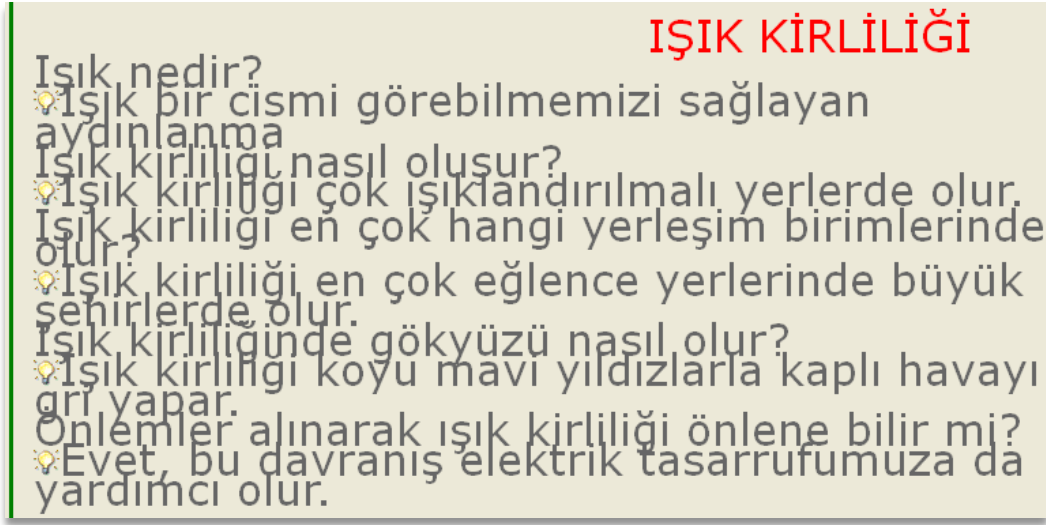 IŞIK KİRLİLİĞİ
Işık nedir?
Işık bir cismi görebilmemizi sağlayan
aydınlanma
Işık kirliliği nasıl oluşur?
Işık kirliliği çok ışıklandırılmalı yerlerde olur.
Işık kirliliği en çok hangi yerleşim birimlerinde
olur?
Işık kirliliği en çok eğlence yerlerinde büyük
şehirlerde olur.
Işık kirliliğinde gökyüzü nasıl olur?
Işık kirliliği koyu mavi yıldızlarla kaplı havayı
gri yapar.
Önlemler alınarak ışık kirliliği önlene bilir mi?
Evet, bu davranış elektrik tasarrufumuza da
yardımcı olur.